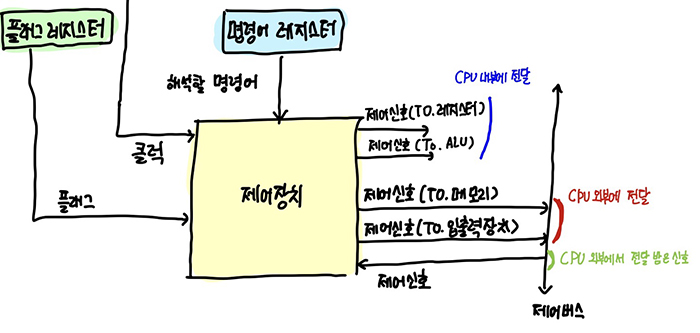 플래그 레지스터
명령어 레지스터
해석할 명령어
CPU 내부에 전달
제어신호(TO.레지스터)
제어신호 (To. ALU)
클럭
제어장치
플래그
제어신호(TO.메모리)
CPU 외부에 전달
제어신호(TO.입출력장치)
CPU 외부에서 전달 받은 신호
제어신호
제어버스